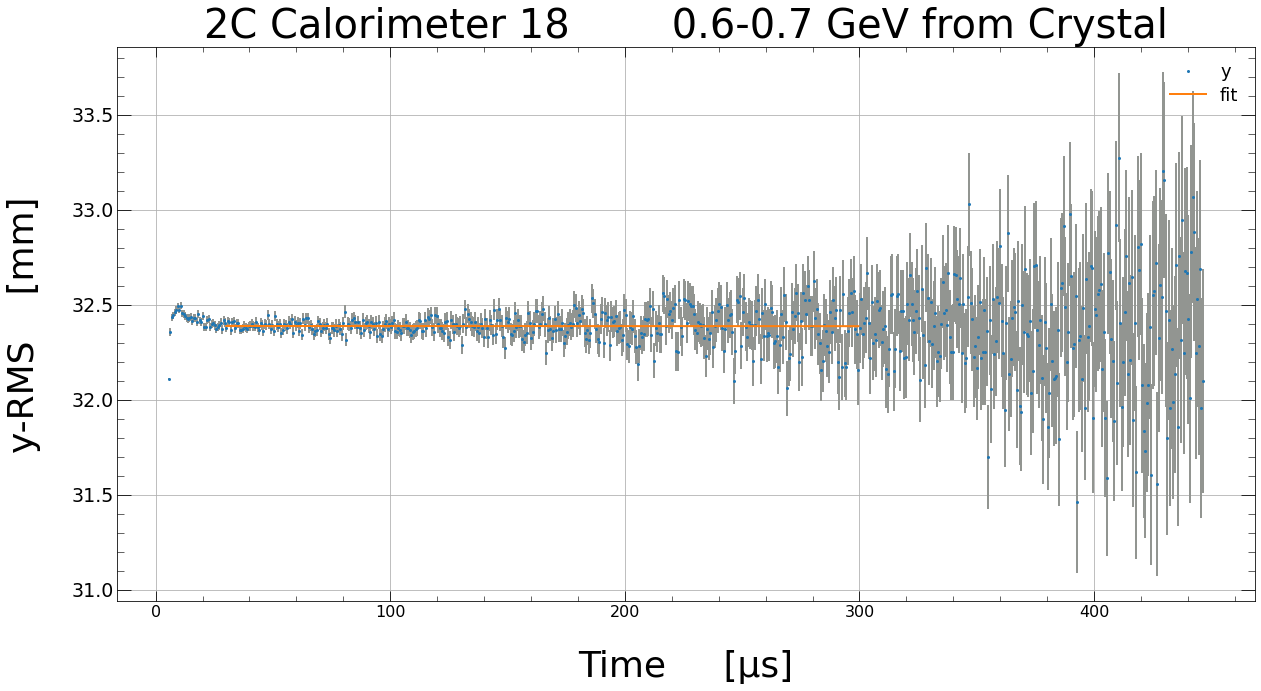 2C Calorimeter 18 0.6-0.7 GeV from Crystal
y
fit
33.5
33.0
32.5
32.0
31.5
31.0
y-RMS [mm]
0 100 200 300 400
Time [µs]